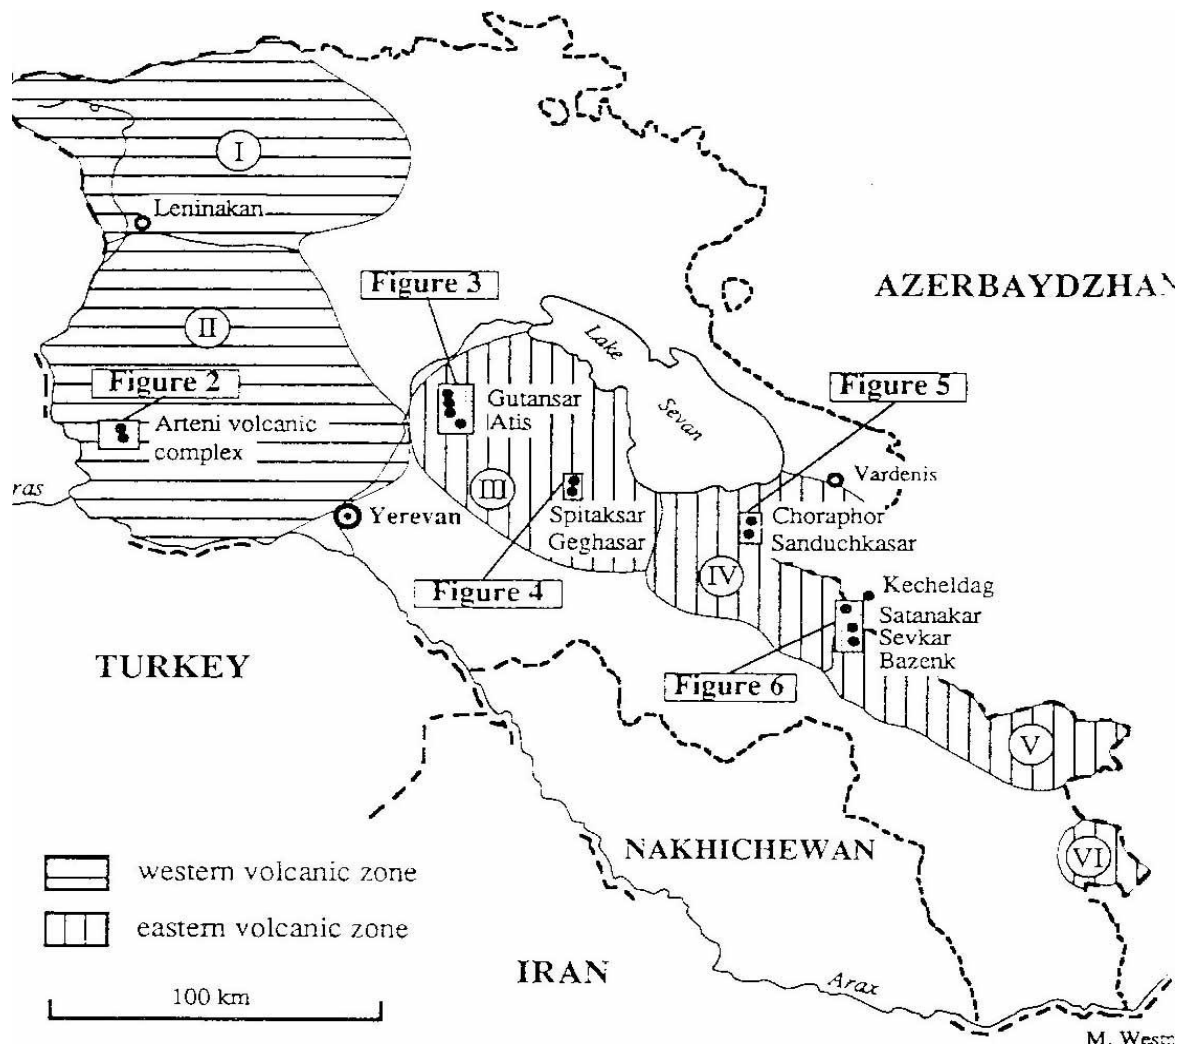 I
Leninakan
Figure 3
AZERBAYDZHAN
II
Lake
Sevan
Figure 2
Figure 5
Gutansar
Atis
Arteni volcanic
complex
III
Vardenis
ras
Yerevan
Spitaksar
Geghasar
Choraphor
Sanduchkasar
IV
Figure 4
Kecheldag
Satanakar
Sevkar
Bazenk
TURKEY
Figure 6
V
NAKHICHEWAN
VI
western volcanic zone
eastern volcanic zone
IRAN
Arax
100 km
M. West